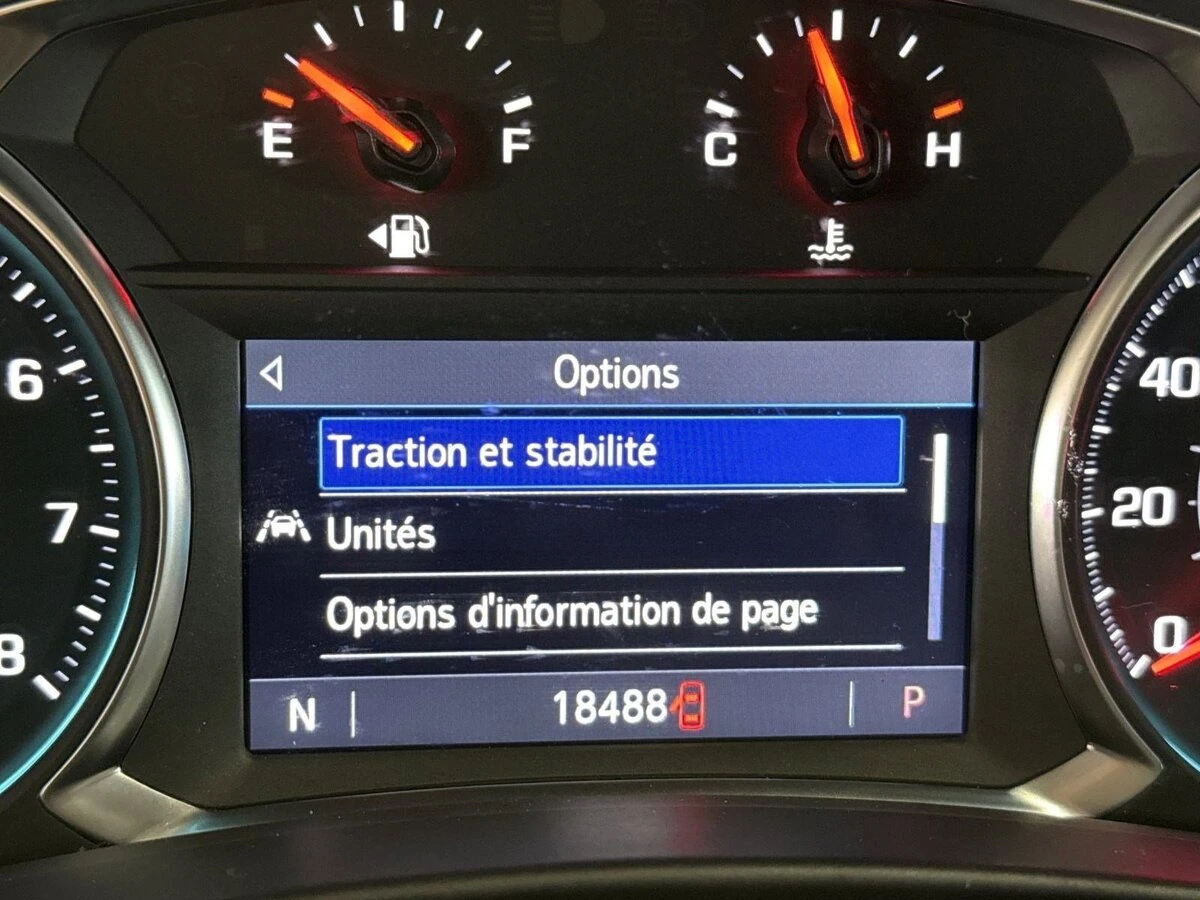 E F
C H
Options
6
Traction et stabilité
40
Unités
7
20
Options d'information de page
8
0
N 18488 P